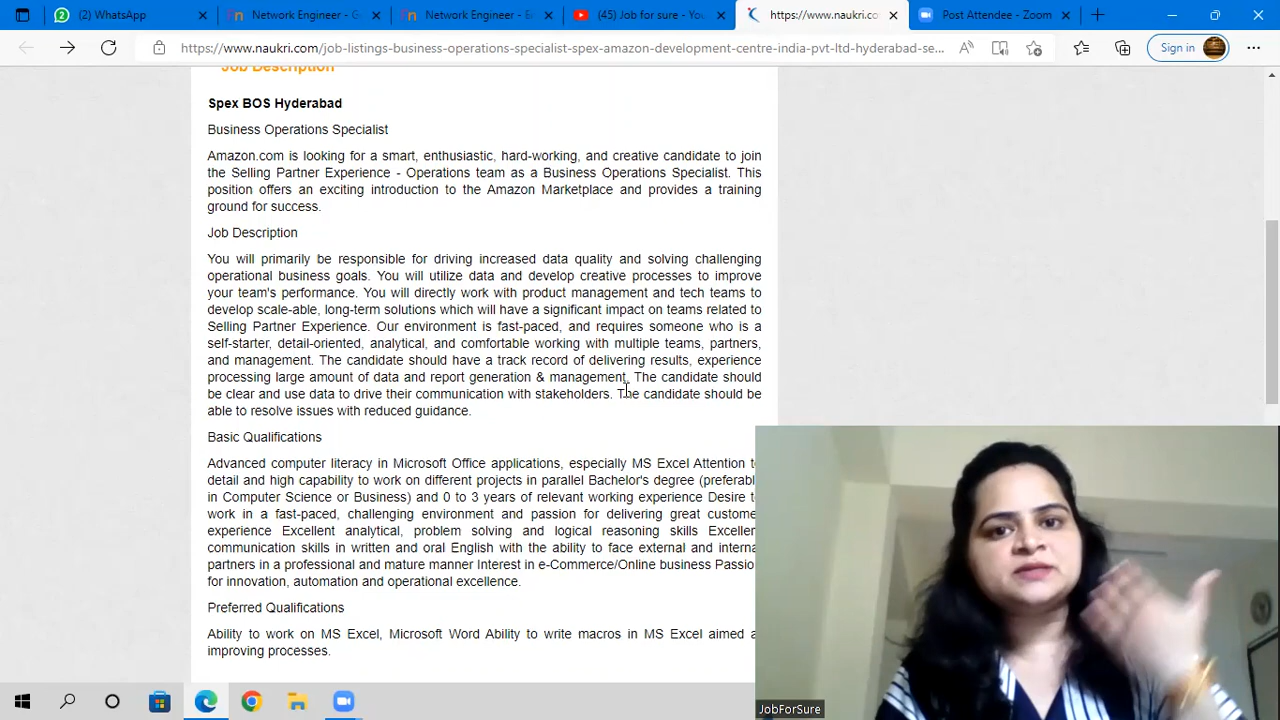 (2) WhatsApp
Network Engineer - G
Network Engineer - E
(45) Job for sure - You
https://www.naukri.co
Post Attendee - Zoom
https://www.naukri.com/job-listings-business-operations-specialist-spex-amazon-development-centre-india-pvt-ltd-hyderabad-se...
Sign in
Job Description
Spex BOS Hyderabad
Business Operations Specialist
Amazon.com is looking for a smart, enthusiastic, hard-working, and creative candidate to join
the Selling Partner Experience - Operations team as a Business Operations Specialist. This
position offers an exciting introduction to the Amazon Marketplace and provides a training
ground for success.
Job Description
You will primarily be responsible for driving increased data quality and solving challenging
operational business goals. You will utilize data and develop creative processes to improve
your team's performance. You will directly work with product management and tech teams to
develop scale-able, long-term solutions which will have a significant impact on teams related to
Selling Partner Experience. Our environment is fast-paced, and requires someone who is a
self-starter, detail-oriented, analytical, and comfortable working with multiple teams, partners,
and management. The candidate should have a track record of delivering results, experience
processing large amount of data and report generation & management. The candidate should
be clear and use data to drive their communication with stakeholders. The candidate should be
able to resolve issues with reduced guidance.
Basic Qualifications
Advanced computer literacy in Microsoft Office applications, especially MS Excel Attention t
detail and high capability to work on different projects in parallel Bachelor's degree (preferabl
in Computer Science or Business) and 0 to 3 years of relevant working experience Desire t
work in a fast-paced, challenging environment and passion for delivering great custome
experience Excellent analytical, problem solving and logical reasoning skills Excellen
communication skills in written and oral English with the ability to face external and interna
partners in a professional and mature manner Interest in e-Commerce/Online business Passio
for innovation, automation and operational excellence.
Preferred Qualifications
Ability to work on MS Excel, Microsoft Word Ability to write macros in MS Excel aimed a
improving processes.
JobForSure